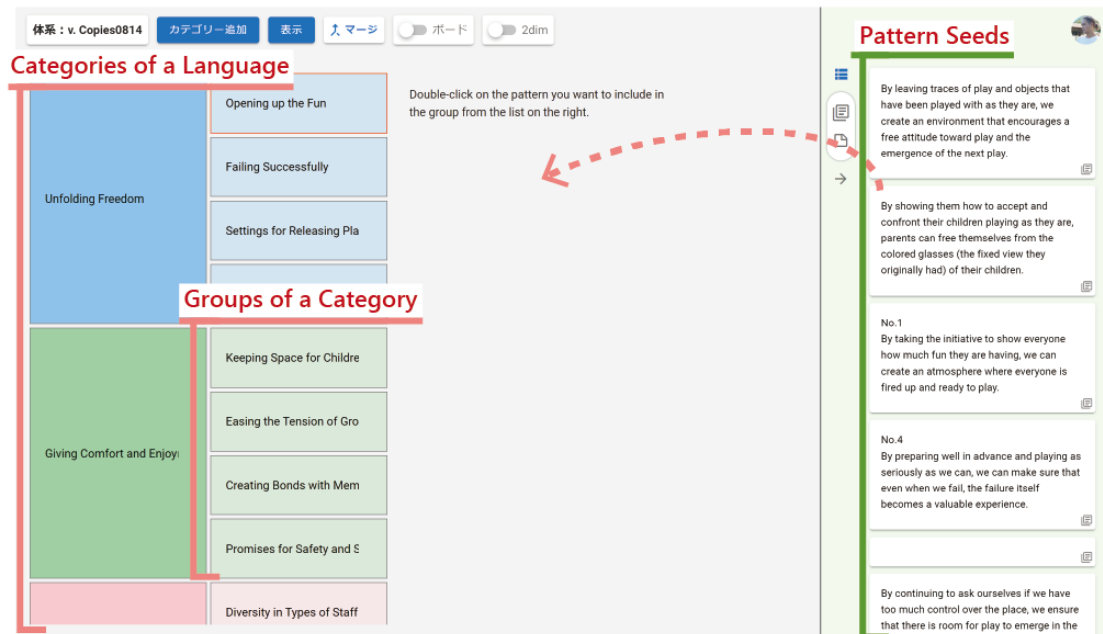 体系：v. Copies0814
カテゴリー追加
表示
マージ
ボード
2dim
Pattern Seeds
Categories of a Language
Opening up the Fun
Failing Successfully
Unfolding Freedom
Settings for Releasing Pla
Groups of a Category
Keeping Space for Childre
Easing the Tension of Gro
Giving Comfort and Enjoy
Creating Bonds with Mem
Promises for Safety and S
Diversity in Types of Staff
Double-click on the pattern you want to include in
the group from the list on the right.
By leaving traces of play and objects that
have been played with as they are, we
create an environment that encourages a
free attitude toward play and the
emergence of the next play.
By showing them how to accept and
confront their children playing as they are,
parents can free themselves from the
colored glasses (the fixed view they
originally had) of their children.
No.1
By taking the initiative to show everyone
how much fun they are having, we can
create an atmosphere where everyone is
fired up and ready to play.
No.4
By preparing well in advance and playing as
seriously as we can, we can make sure that
even when we fail, the failure itself
becomes a valuable experience.
By continuing to ask ourselves if we have
too much control over the place, we ensure
that there is room for play to emerge in the